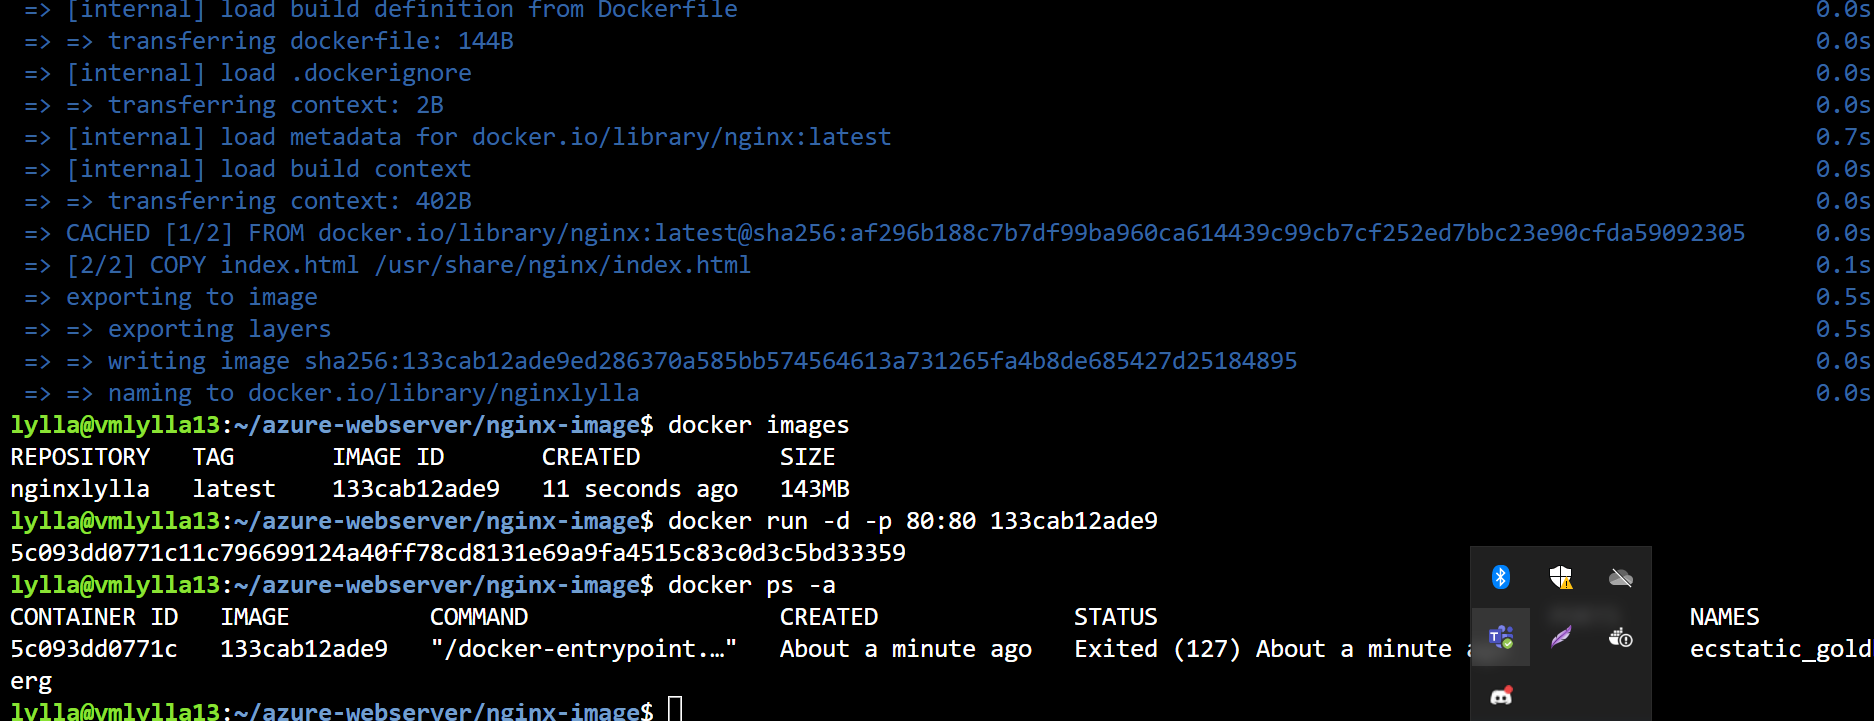 => [internal] load build definition from Dockerfile 0.0s
=> => transferring dockerfile: 144B 0.0s
=> [internal] load .dockerignore 0.0s
=> => transferring context: 2B 0.0s
=> [internal] load metadata for docker.io/library/nginx:latest 0.7s
=> [internal] load build context 0.0s
=> => transferring context: 402B 0.0s
=> CACHED [1/2] FROM docker.io/library/nginx:latest@sha256:af296b188c7b7df99ba960ca614439c99cb7cf252ed7bbc23e90cfda59092305 0.0s
=> [2/2] COPY index.html /usr/share/nginx/index.html 0.1s
=> exporting to image 0.5s
=> => exporting layers 0.5s
=> => writing image sha256:133cab12ade9ed286370a585bb574564613a731265fa4b8de685427d25184895 0.0s
=> => naming to docker.io/library/nginxlylla 0.0s
lylla@vmlylla13:~/azure-webserver/nginx-image$ docker images
REPOSITORY TAG IMAGE ID CREATED SIZE
nginxlylla latest 133cab12ade9 11 seconds ago 143MB
lylla@vmlylla13:~/azure-webserver/nginx-image$ docker run -d -p 80:80 133cab12ade9
5c093dd0771c11c796699124a40ff78cd8131e69a9fa4515c83c0d3c5bd33359
lylla@vmlylla13:~/azure-webserver/nginx-image$ docker ps -a
CONTAINER ID IMAGE COMMAND CREATED STATUS NAMES
5c093dd0771c 133cab12ade9 "/docker-entrypoint.…" About a minute ago Exited (127) About a minute ecstatic_gold
erg
lylla@vmlylla13:~/azure-webserver/nginx-image$